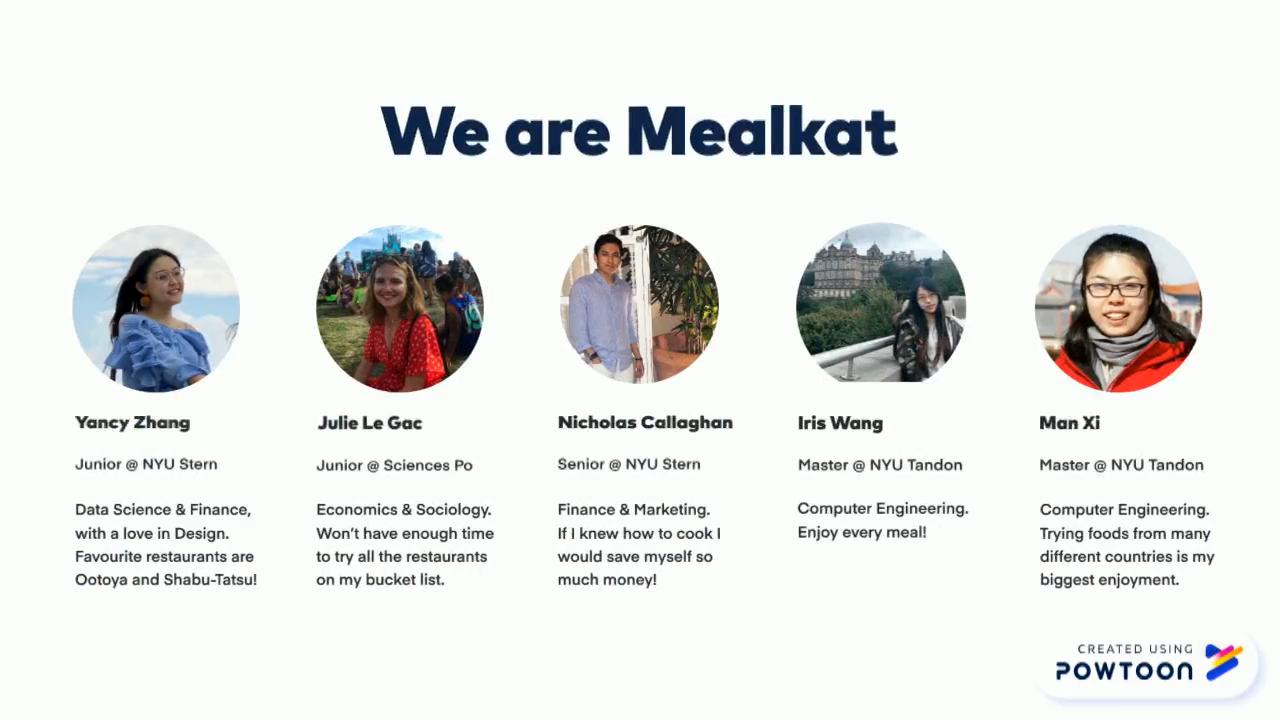 We are Mealkat
Yancy Zhang
Junior @ NYU Stern
Data Science & Finance,
with a love in Design.
Favourite restaurants are
Ootoya and Shabu-Tatsu!
Julie Le Gac
Junior @ Sciences Po
Economics & Sociology.
Won't have enough time
to try all the restaurants
on my bucket list.
Nicholas Callaghan
Senior @ NYU Stern
Finance & Marketing.
If I knew how to cook I
would save myself so
much money!
Iris Wang
Master @ NYU Tandon
Computer Engineering.
Enjoy every meal!
Man Xi
Master @ NYU Tandon
Computer Engineering.
Trying foods from many
different countries is my
biggest enjoyment.
CREATED USING
POWTOON